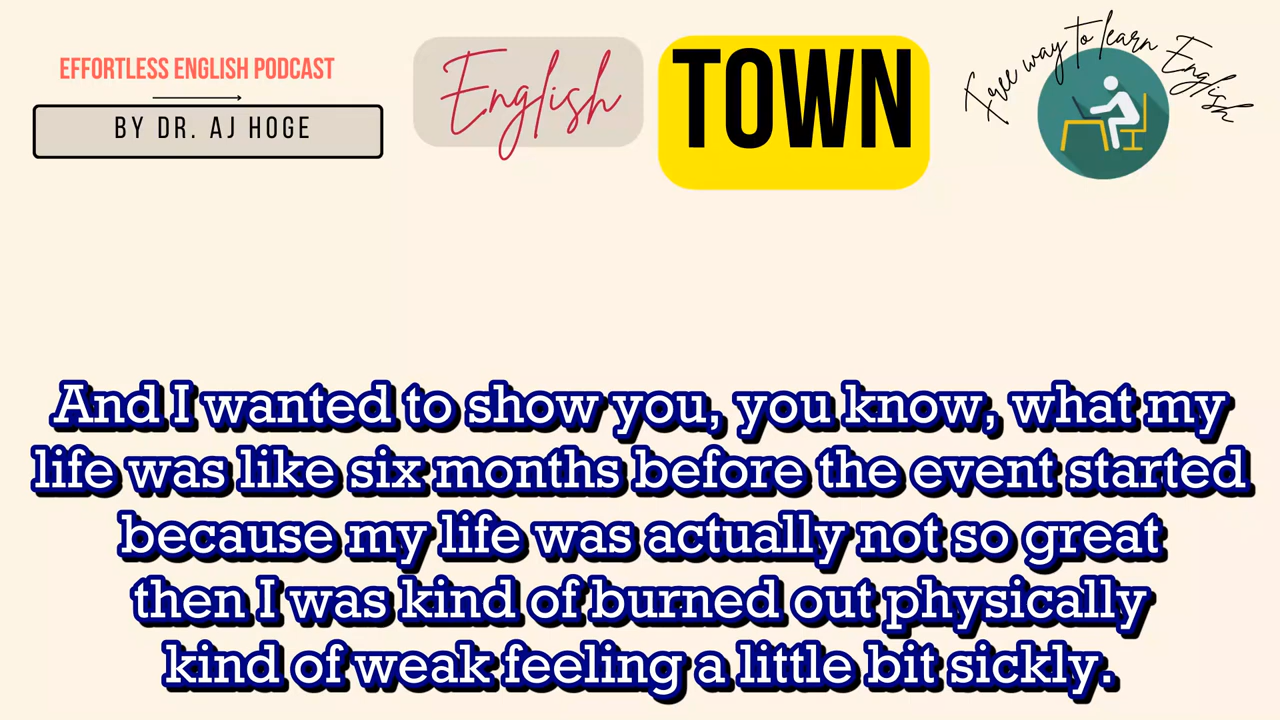 EFFORTLESS ENGLISH PODCAST
BY DR. AJ HOGE
English
TOWN
Free way to learn English
And I wanted to show you, you know, what my
life was like six months before the event started
because my life was actually not so great
then I was kind of burned out physically
kind of weak feeling a little bit sickly.